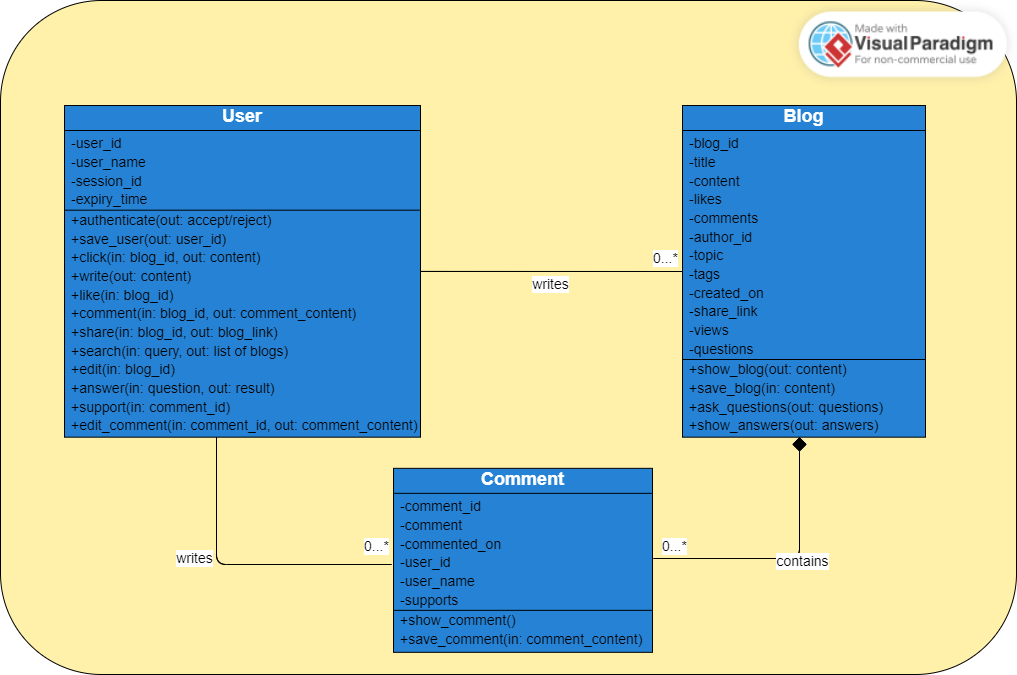 Made with
Visual Paradigm
For non-commercial use
User
-user_id
-user_name
-session_id
-expiry_time
+authenticate(out: accept/reject)
+save_user(out: user_id)
+click(in: blog_id, out: content)
+write(out: content)
+like(in: blog_id)
+comment(in: blog_id, out: comment_content)
+share(in: blog_id, out: blog_link)
+search(in: query, out: list of blogs)
+edit(in: blog_id)
+answer(in: question, out: result)
+support(in: comment_id)
+edit_comment(in: comment_id, out: comment_content)
0...*
writes
Blog
-blog_id
-title
-content
-likes
-comments
-author_id
-topic
-tags
-created_on
-share_link
-views
-questions
+show_blog(out: content)
+save_blog(in: content)
+ask_questions(out: questions)
+show_answers(out: answers)
writes
0...*
Comment
-comment_id
-comment
-commented_on
-user_id
-user_name
-supports
+show_comment()
+save_comment(in: comment_content)
0...*
contains